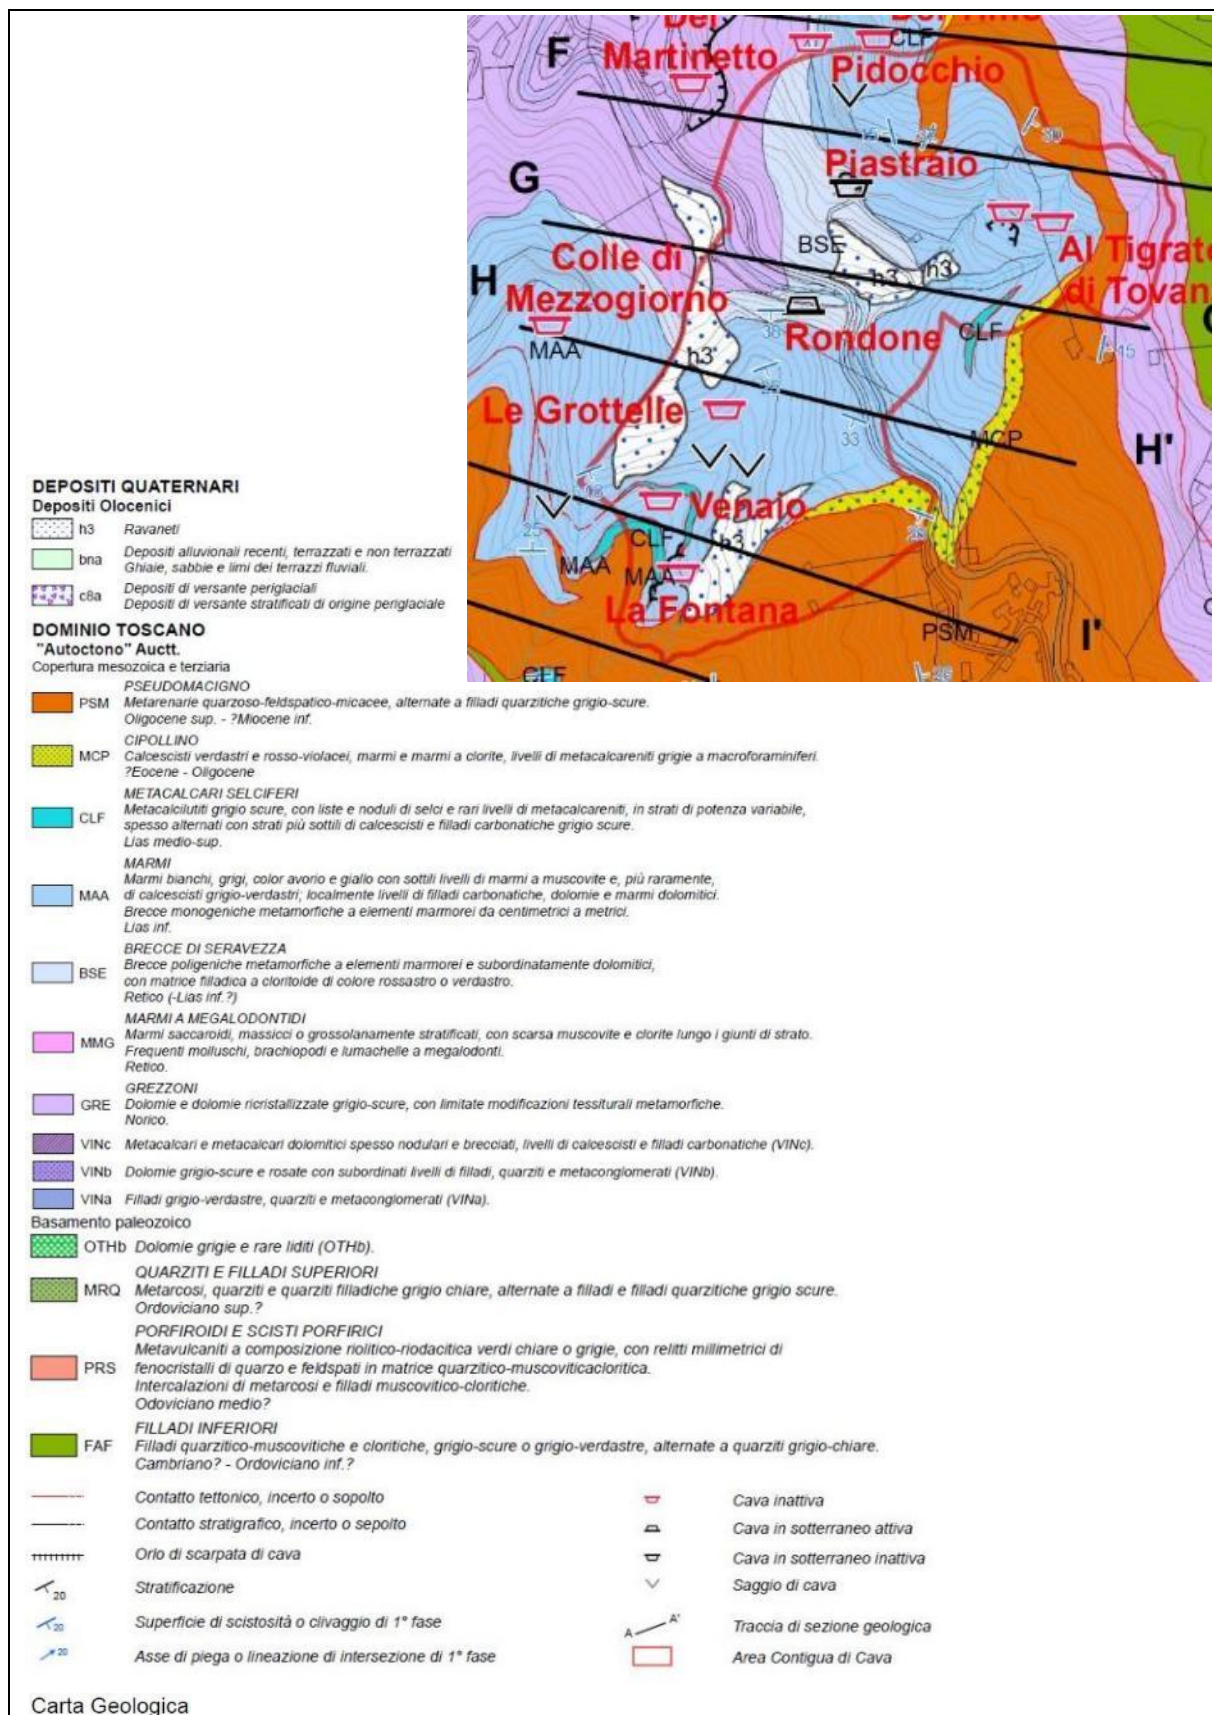 Del
Del Timo
F
Martinetto
CLF
Pidocchio
15
30
G
Piastraio
BSE
Colle di
h3
h3
Al Tigrato
H
Mezzogiorno
di Tovan
38
Rondone
CLF
MAA
h3
15
25
Le Grottelle
33
MCP
H'
Venaio
25
h3
28
CLF
MAA
MAA
La Fontana
PSM
I'
CLF
26
DEPOSITI QUATERNARI
Depositi Olocenici
h3 Ravaneti
bna Depositi alluvionali recenti, terrazzati e non terrazzati
Ghiaie, sabbie e limi dei terrazzi fluviali.
c8a Depositi di versante periglaciali
Depositi di versante stratificati di origine periglaciale
DOMINIO TOSCANO
"Autoctono" Auctt.
Copertura mesozoica e terziaria
PSEUDOMACIGNO
PSM Metarenarie quarzoso-feldspatico-micacee, alternate a filladi quarzitiche grigio-scure.
Oligocene sup. - ?Miocene inf.
CIPOLLINO
MCP Calcescisti verdastri e rosso-violacei, marmi e marmi a clorite, livelli di metacalcareniti grigie a macroforaminiferi.
?Eocene - Oligocene
METACALCARI SELCIFERI
Metacalcilutiti grigio scure, con liste e noduli di selci e rari livelli di metacalcareniti, in strati di potenza variabile,
CLF spesso alternati con strati più sottili di calcescisti e filladi carbonatiche grigio scure.
Lias medio-sup.
MARMI
Marmi bianchi, grigi, color avorio e giallo con sottili livelli di marmi a muscovite e, più raramente,
MAA di calcescisti grigio-verdastri; localmente livelli di filladi carbonatiche, dolomie e marmi dolomitici.
Brecce monogeniche metamorfiche a elementi marmorei da centimetrici a metrici.
Lias inf.
BRECCE DI SERAVEZZA
Brecce poligeniche metamorfiche a elementi marmorei e subordinatamente dolomitici,
BSE con matrice filladica a cloritoide di colore rossastro o verdastro.
Retico (-Lias inf.?)
MARMI A MEGALODONTIDI
Marmi saccaroidi, massicci o grossolanamente stratificati, con scarsa muscovite e clorite lungo i giunti di strato.
MMG Frequenti molluschi, brachiopodi e lumachelle a megalodonti.
Retico.
GREZZONI
GRE Dolomie e dolomie ricristallizzate grigio-scure, con limitate modificazioni tessiturali metamorfiche.
Norico.
VINc Metacalcari e metacalcari dolomitici spesso nodulari e brecciati, livelli di calcescisti e filladi carbonatiche (VINc).
VINb Dolomie grigio-scure e rosate con subordinati livelli di filladi, quarziti e metaconglomerati (VINb).
VINa Filladi grigio-verdastre, quarziti e metaconglomerati (VINa).
Basamento paleozoico
OTHb Dolomie grigie e rare liditi (OTHb).
QUARZITI E FILLADI SUPERIORI
MRQ Metarcosi, quarziti e quarziti filladiche grigio chiare, alternate a filladi e filladi quarzitiche grigio scure.
Ordoviciano sup.?
PORFIROIDI E SCISTI PORFIRICI
Metavulcaniti a composizione riolitico-riodacitica verdi chiare o grigie, con relitti millimetrici di
PRS fenocristalli di quarzo e feldspati in matrice quarzitico-muscoviticacloritica.
Intercalazioni di metarcosi e filladi muscovitico-cloritiche.
Odoviciano medio?
FILLADI INFERIORI
FAF Filladi quarzitico-muscovitiche e cloritiche, grigio-scure o grigio-verdastre, alternate a quarziti grigio-chiare.
Cambriano? - Ordoviciano inf.?
Contatto tettonico, incerto o sopolto
Contatto stratigrafico, incerto o sepolto
Orlo di scarpata di cava
20 Stratificazione
20 Superficie di scistosità o clivaggio di 1° fase
20 Asse di piega o lineazione di intersezione di 1° fase
Cava inattiva
Cava in sotterraneo attiva
Cava in sotterraneo inattiva
Saggio di cava
A A' Traccia di sezione geologica
Area Contigua di Cava
Carta Geologica